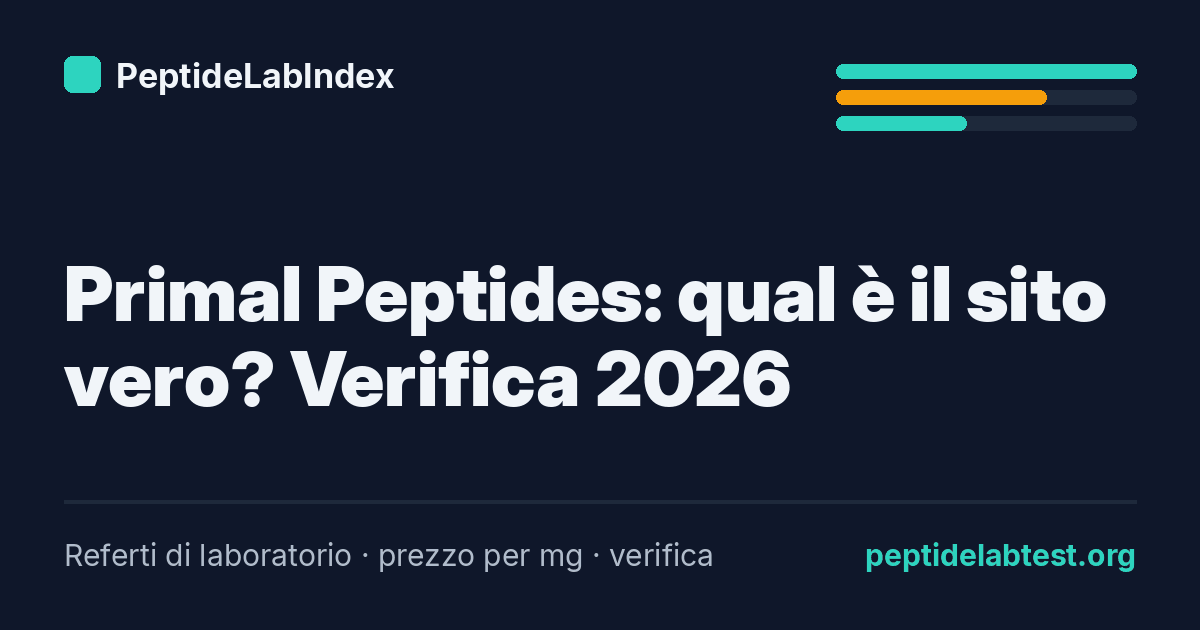 PeptideLabIndex
Primal Peptides: qual è il sito
vero? Verifica 2026
Referti di laboratorio · prezzo per mg · verifica
peptidelabtest.org